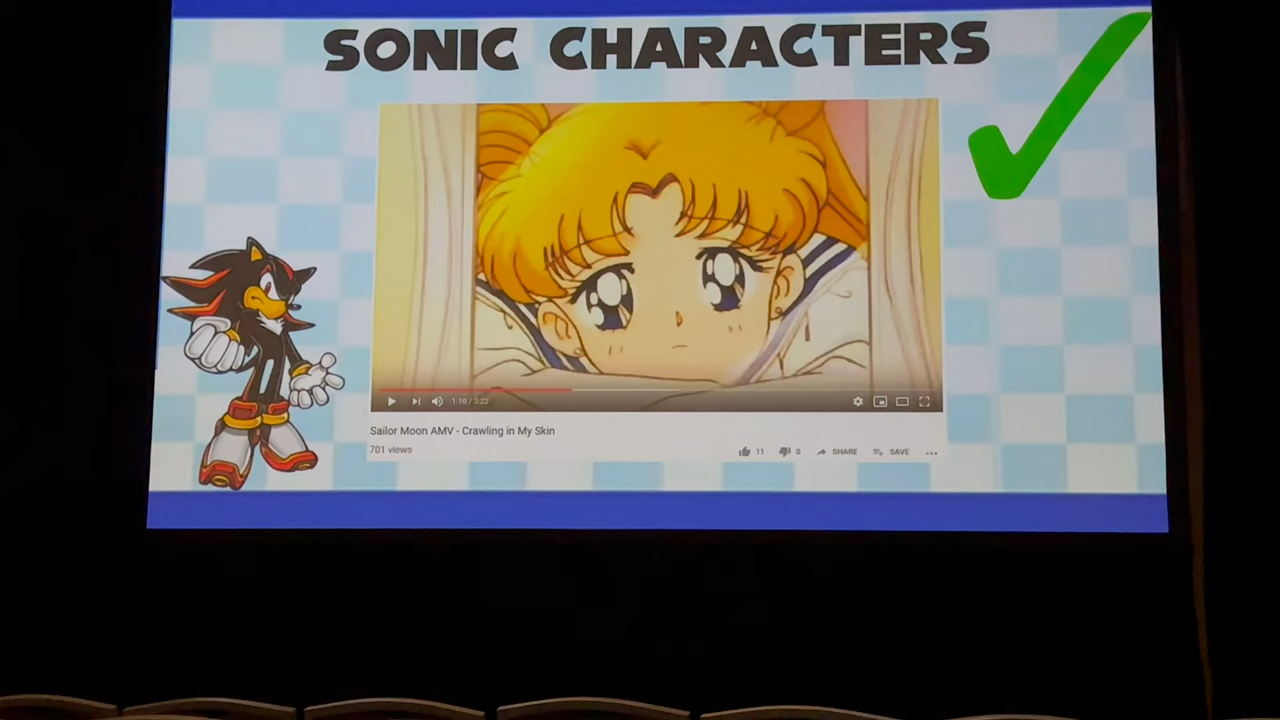 SONIC CHARACTERS
1:10 / 3:22
Sailor Moon AMV - Crawling in My Skin
701 views
11
0
SHARE
SAVE